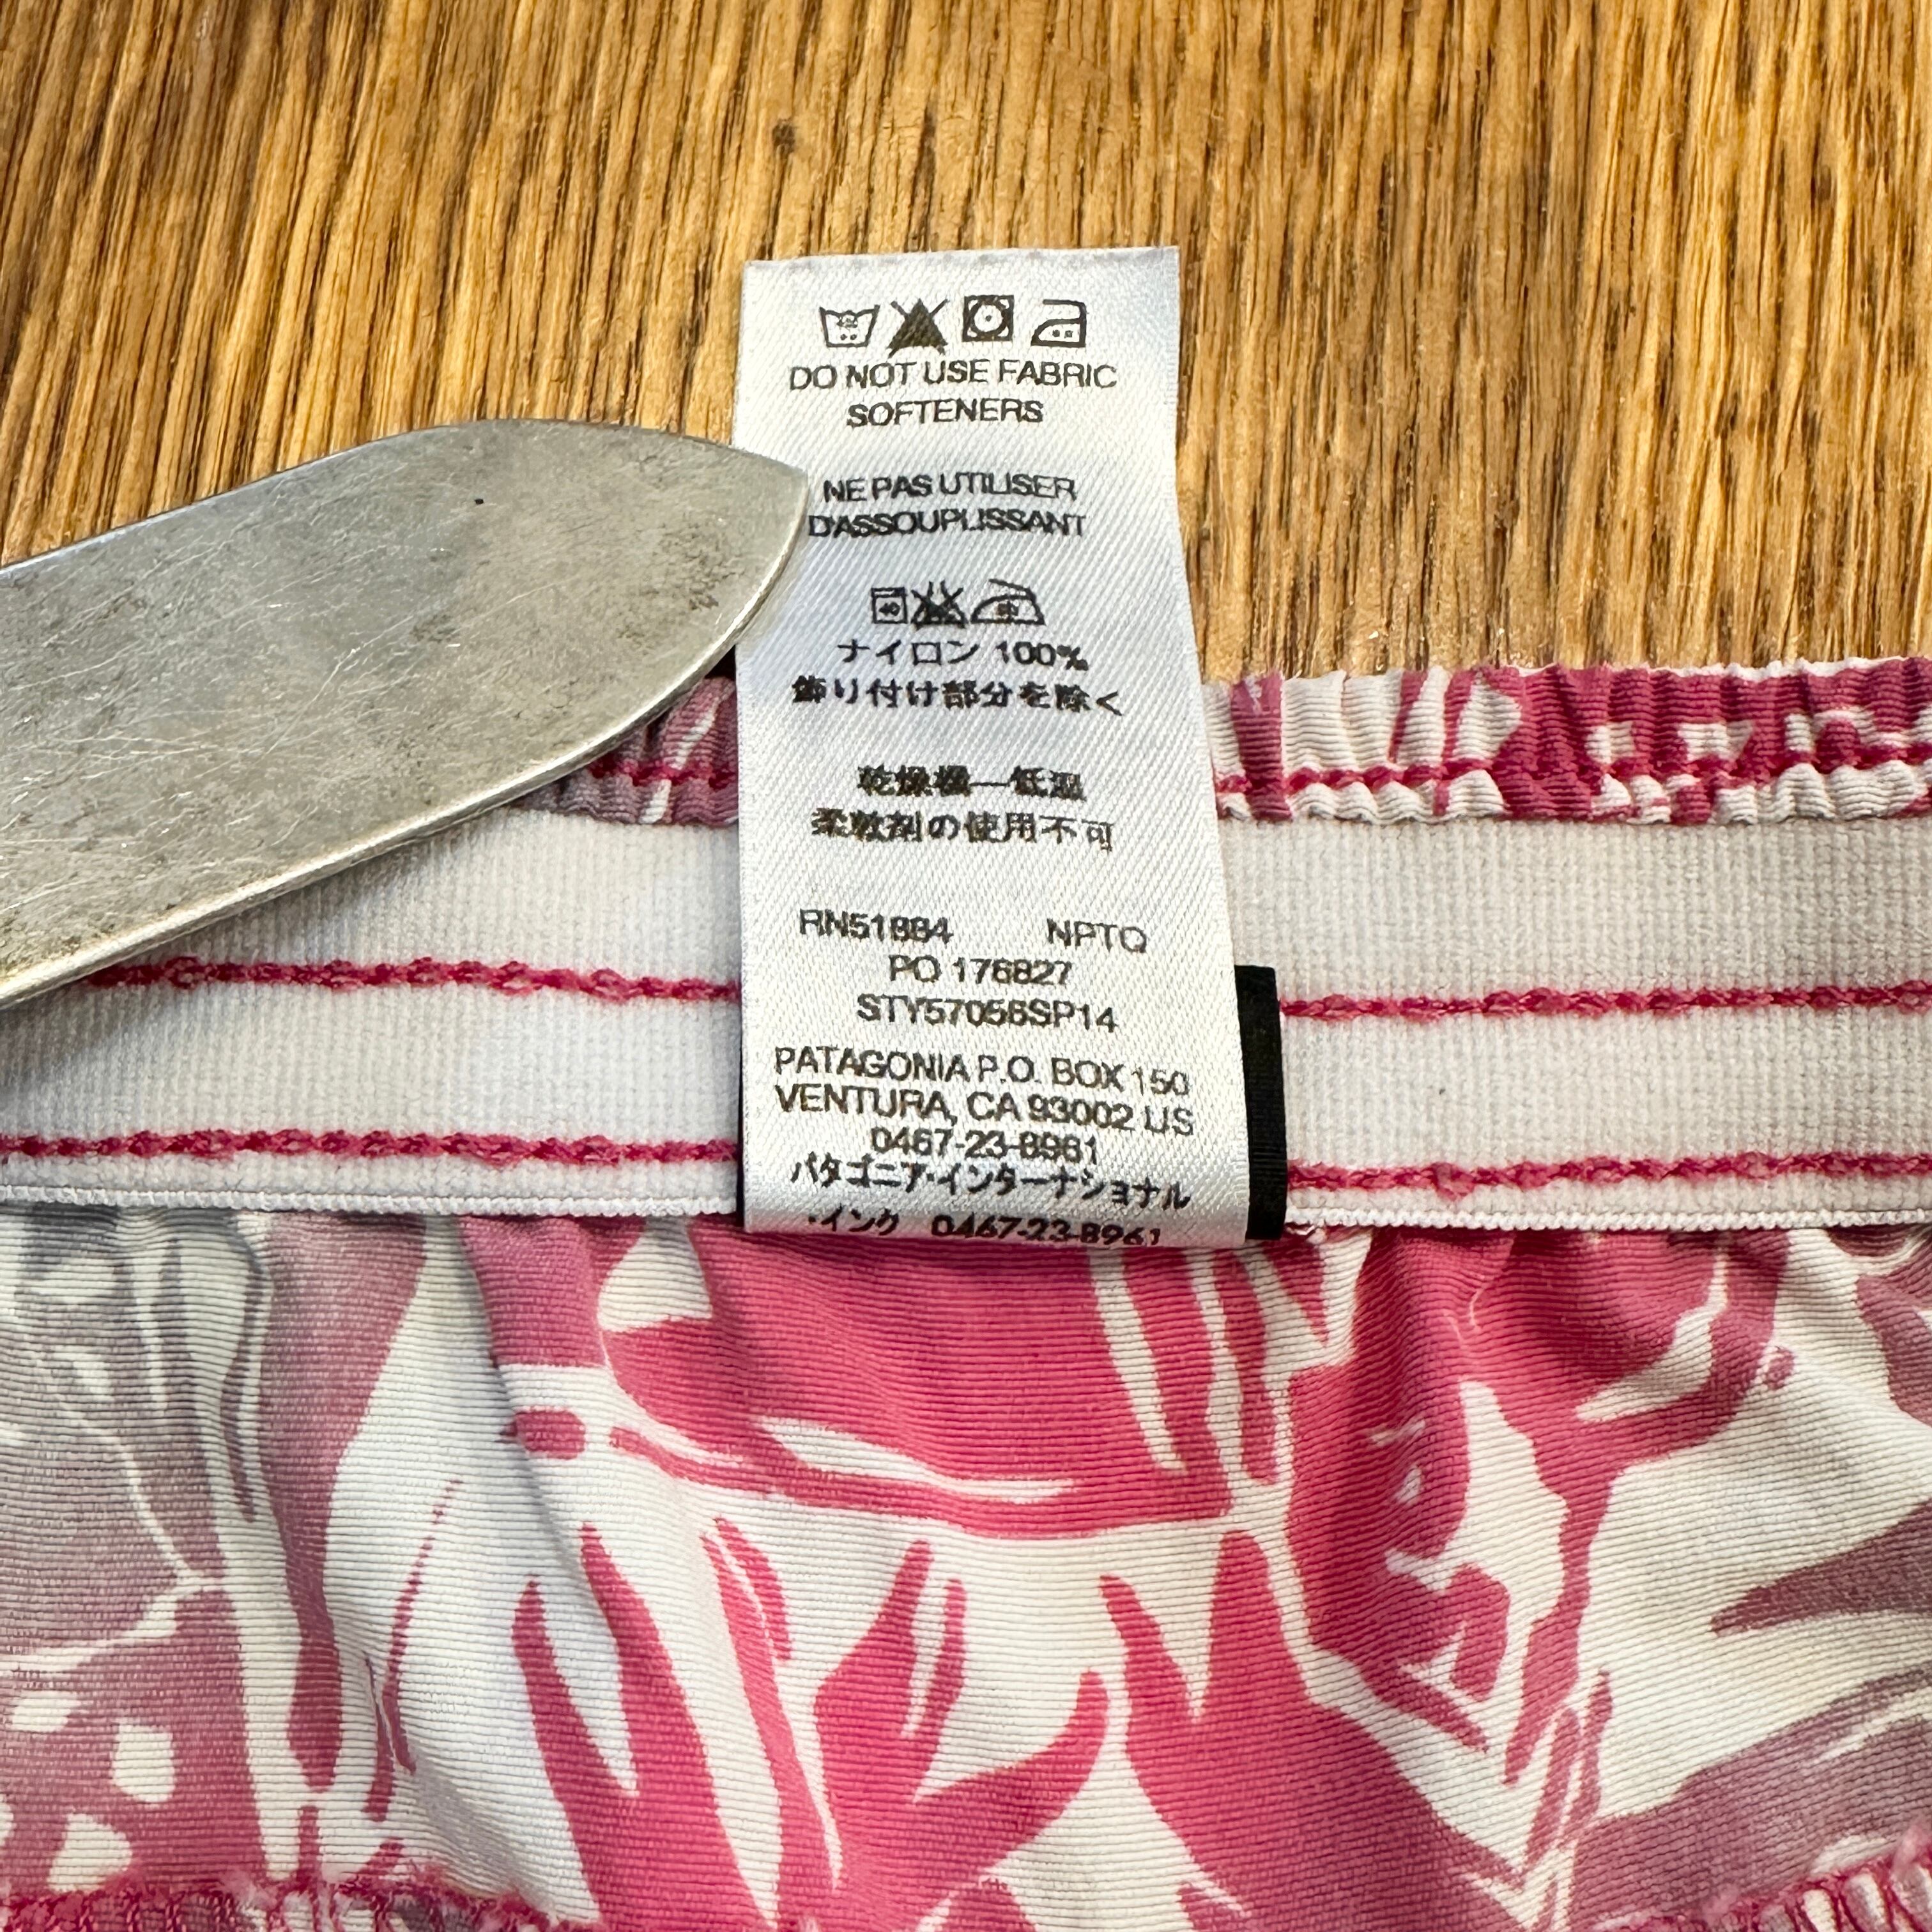 DO NOT USE FABRIC
SOFTENERS
NE PAS UTILISER
D'ASSOUPLISSANT
40
ナイロン 100%
飾り付け部分を除く
乾燥機—低温
柔軟剤の使用不可
RN51884 NPTQ
PO 176827
STY57056SP14
PATAGONIA P.O. BOX 150
VENTURA, CA 93002 US
0467-23-8961
パタゴニア・インターナショナル
・インク 0467-23-8961